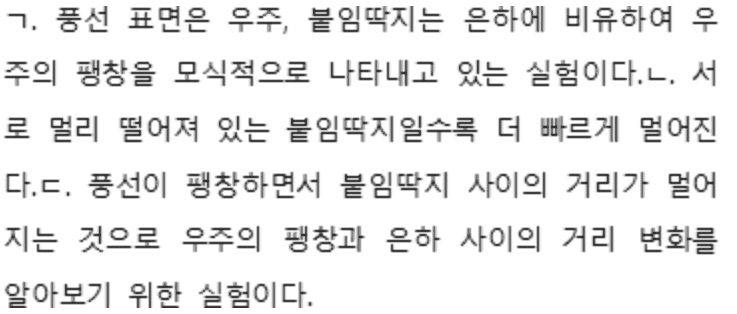 ㄱ. 풍선 표면은 우주, 붙임딱지는 은하에 비유하여 우
주의 팽창을 모식적으로 나타내고 있는 실험이다.ㄴ. 서
로 멀리 떨어져 있는 붙임딱지일수록 더 빠르게 멀어진
다.ㄷ. 풍선이 팽창하면서 붙임딱지 사이의 거리가 멀어
지는 것으로 우주의 팽창과 은하 사이의 거리 변화를
알아보기 위한 실험이다.